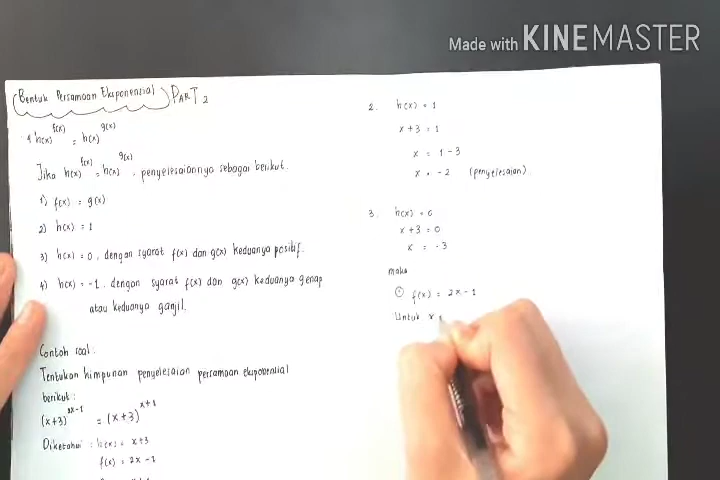 Made with KINEMASTER
Bentuk Persamaan Eksponensial PART 2
h(x)^f(x) = h(x)^g(x)
Jika h(x)^f(x) = h(x)^g(x), penyelesaiannya sebagai berikut.
1) f(x) = g(x)
2) h(x) = 1
3) h(x) = 0, dengan syarat f(x) dan g(x) keduanya positif.
4) h(x) = -1, dengan syarat f(x) dan g(x) keduanya genap
atau keduanya ganjil.
Contoh soal:
Tentukan himpunan penyelesaian persamaan eksponensial
berikut:
(x+3)^2x-1 = (x+3)^x+1
Diketahui: h(x) = x+3
f(x) = 2x-1
2. h(x) = 1
x+3 = 1
x = 1-3
x = -2 (penyelesaian).
3. h(x) = 0
x+3 = 0
x = -3
maka
f(x) = 2x-1
Untuk x